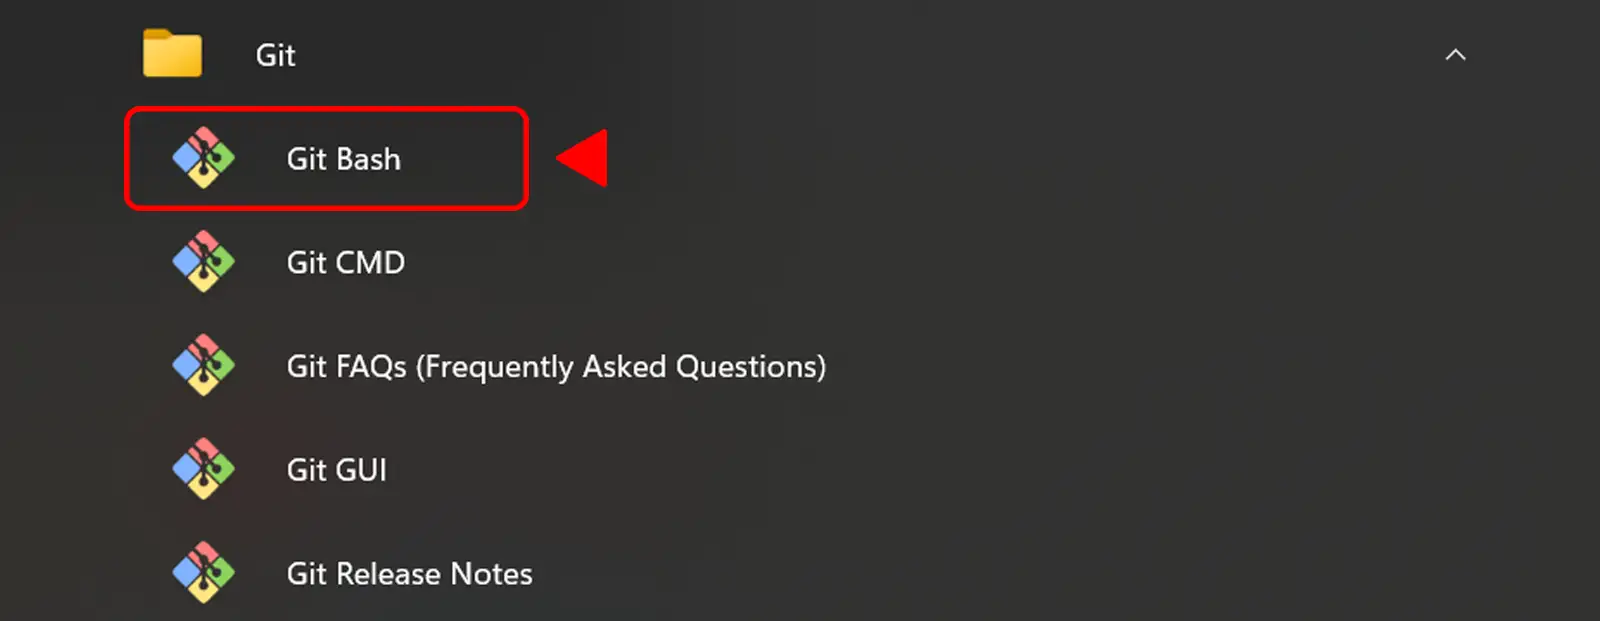 Git
Git Bash
Git CMD
Git FAQs (Frequently Asked Questions)
Git GUI
Git Release Notes